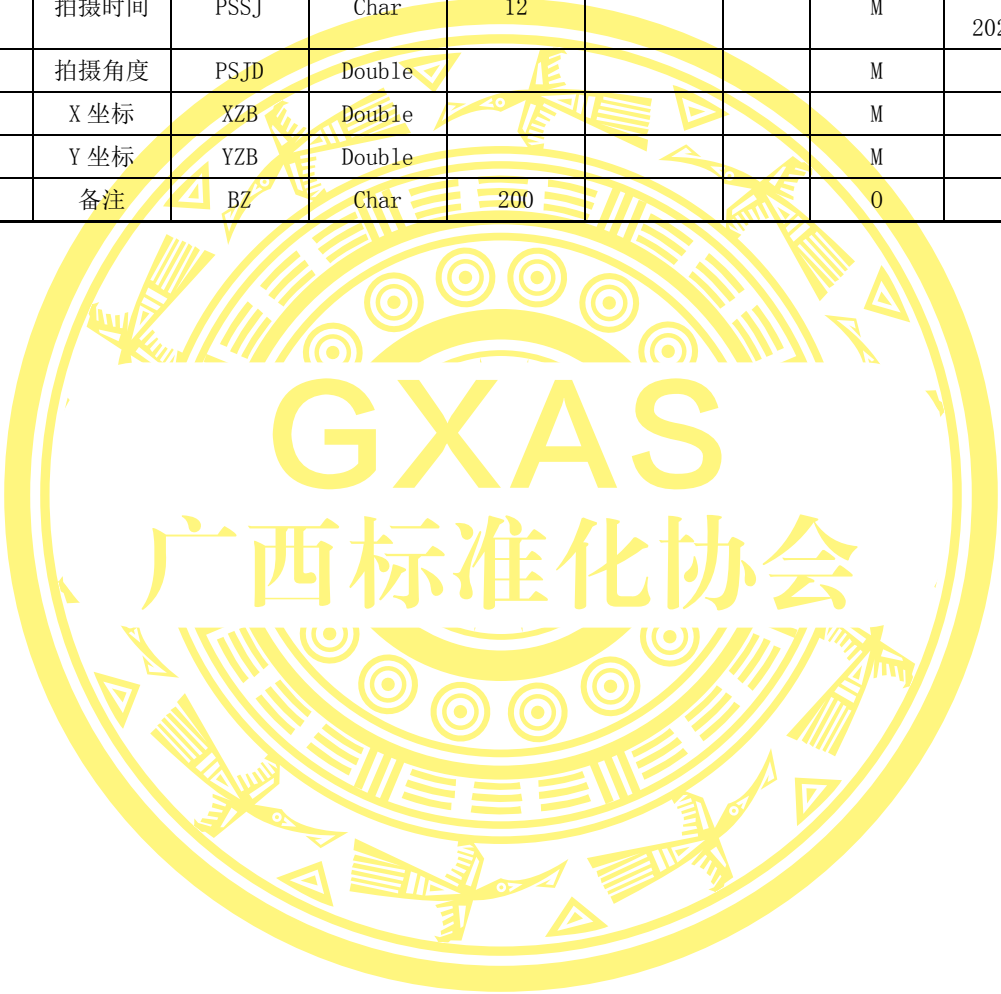 拍摄时间 PSSJ Char 12 M 202
拍摄角度 PSJD Double M
X 坐标 XZB Double M
Y 坐标 YZB Double M
备注 BZ Char 200 O
GXAS
广西标准化协会